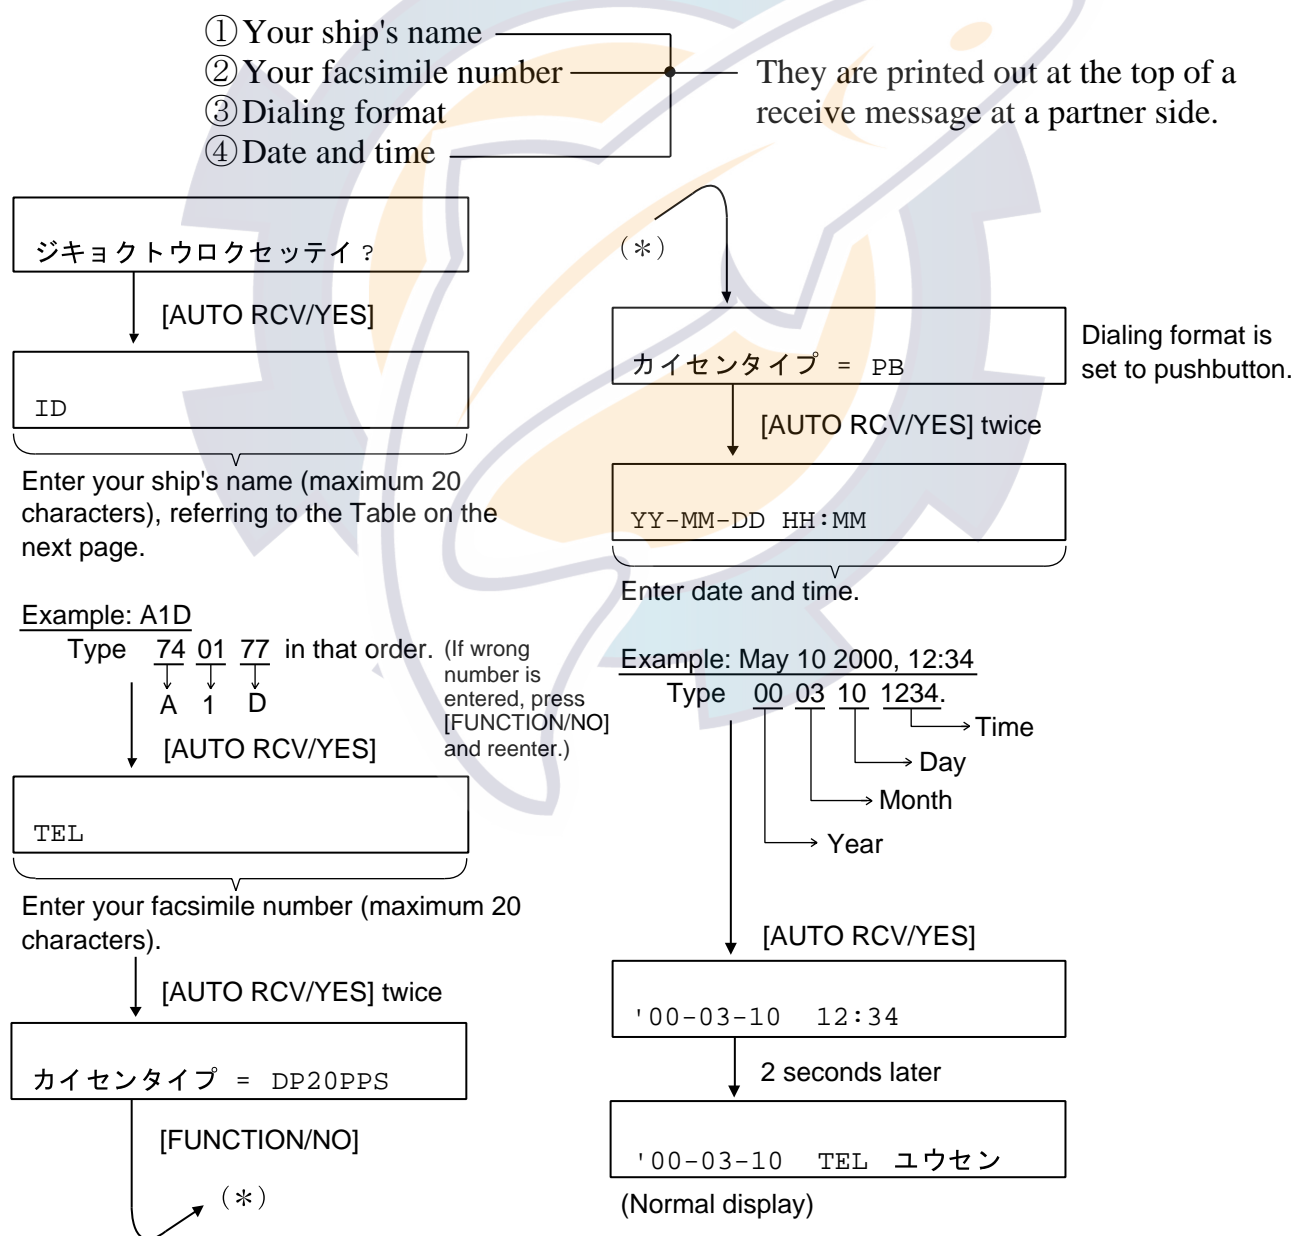 ①Your ship's name
②Your facsimile number
③Dialing format
④Date and time
They are printed out at the top of a
receive message at a partner side.
ジキョクトウロクセッテイ?
[AUTO RCV/YES]
ID
Enter your ship's name (maximum 20
characters), referring to the Table on the
next page.
Example: A1D
Type 74 01 77 in that order.
A 1 D
(If wrong
number is
entered, press
[FUNCTION/NO]
and reenter.)
[AUTO RCV/YES]
TEL
Enter your facsimile number (maximum 20
characters).
[AUTO RCV/YES] twice
カイセンタイプ = DP20PPS
[FUNCTION/NO]
(*)
(*)
カイセンタイプ = PB
Dialing format is
set to pushbutton.
[AUTO RCV/YES] twice
YY-MM-DD HH:MM
Enter date and time.
Example: May 10 2000, 12:34
Type 00 03 10 1234.
Time
Day
Month
Year
[AUTO RCV/YES]
'00-03-10 12:34
2 seconds later
'00-03-10 TEL ユウセン
(Normal display)